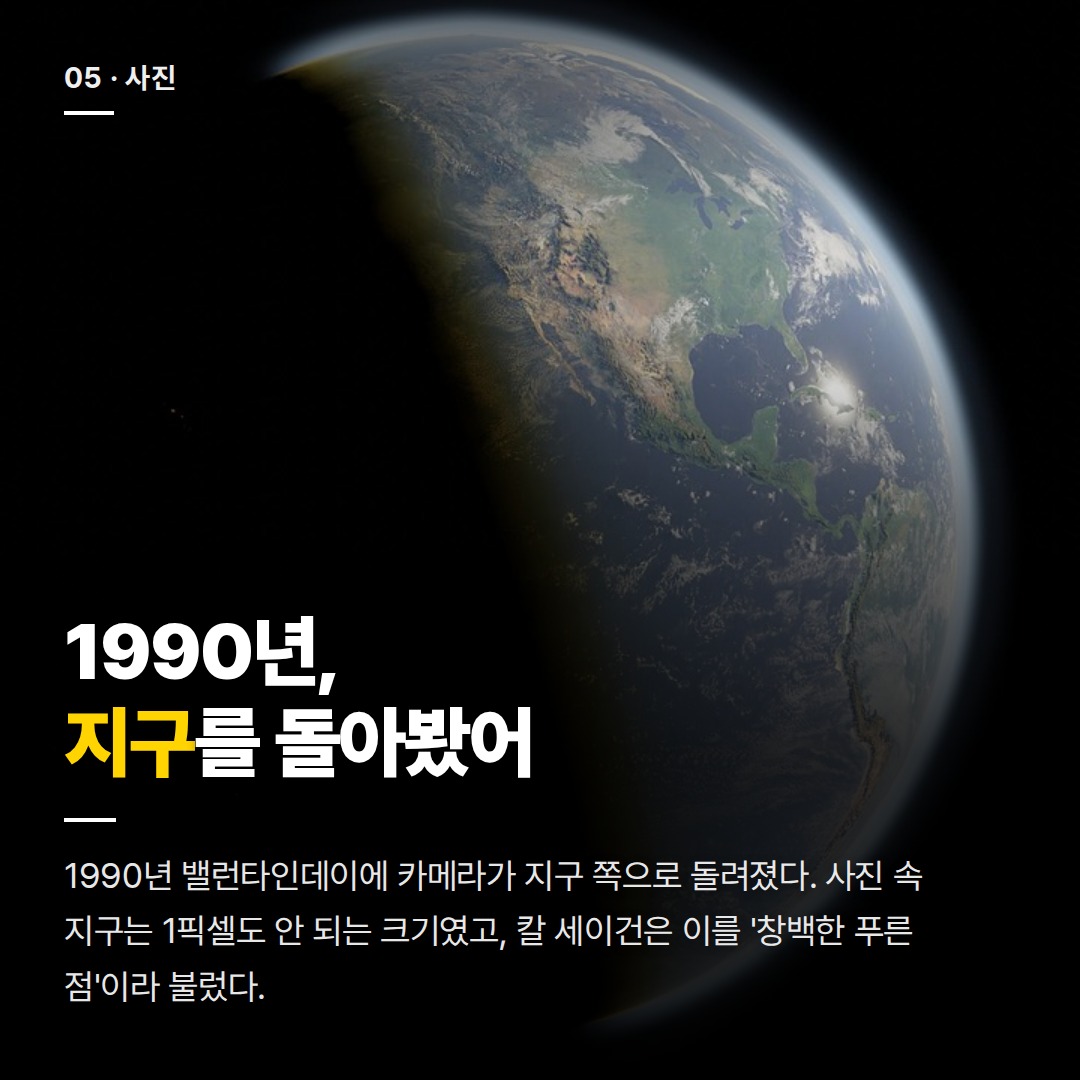 05 · 사진
1990년,
지구를 돌아봤어
1990년 밸런타인데이에 카메라가 지구 쪽으로 돌려졌다. 사진 속
지구는 1픽셀도 안 되는 크기였고, 칼 세이건은 이를 '창백한 푸른
점'이라 불렀다.